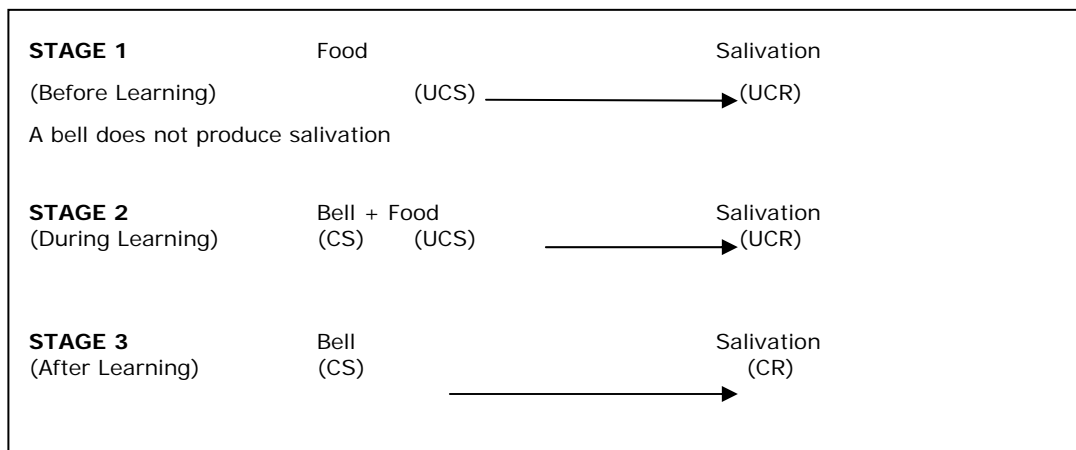 STAGE 1 Food Salivation
(Before Learning) (UCS) (UCR)
A bell does not produce salivation
STAGE 2 Bell + Food Salivation
(During Learning) (CS) (UCS) (UCR)
STAGE 3 Bell Salivation
(After Learning) (CS) (CR)